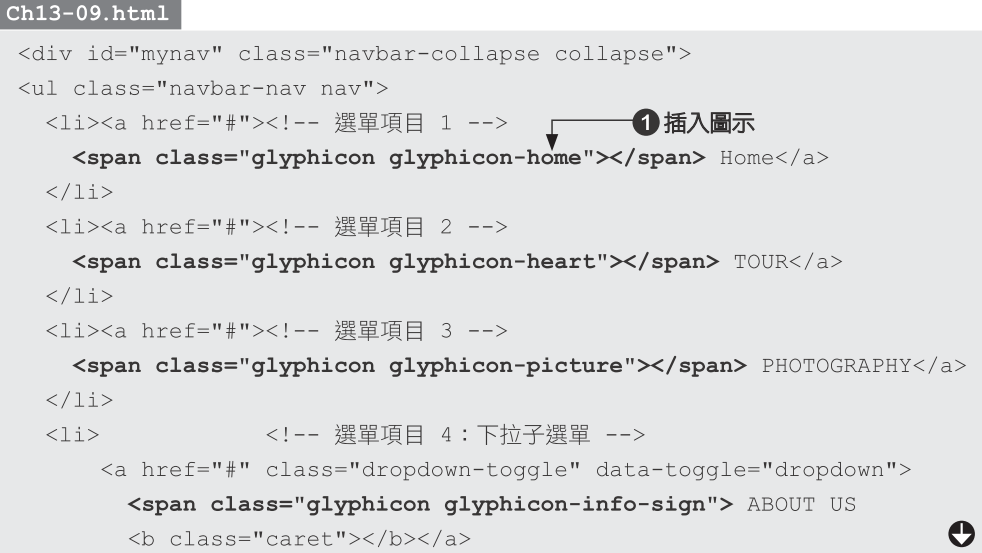 Ch13-09.html
<div id="mynav" class="navbar-collapse collapse">
<ul class="navbar-nav nav">
<li><a href="#"><!-- 選單項目 1 --> ❶插入圖示
<span class="glyphicon glyphicon-home"></span> Home</a>
</li>
<li><a href="#"><!-- 選單項目 2 -->
<span class="glyphicon glyphicon-heart"></span> TOUR</a>
</li>
<li><a href="#"><!-- 選單項目 3 -->
<span class="glyphicon glyphicon-picture"></span> PHOTOGRAPHY</a>
</li>
<li> <!-- 選單項目 4：下拉子選單 -->
<a href="#" class="dropdown-toggle" data-toggle="dropdown">
<span class="glyphicon glyphicon-info-sign"> ABOUT US
<b class="caret"></b></a>